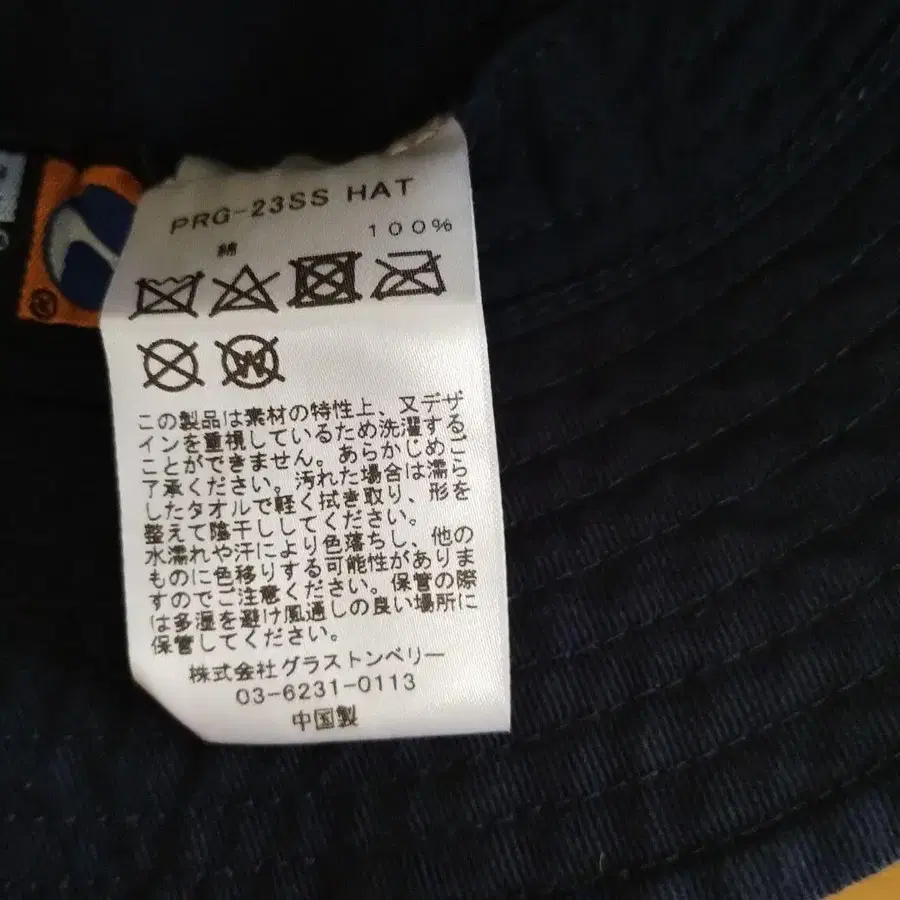 PRG-23SS HAT
綿 100%
この製品は素材の特性上、又デザ
インを重視しているため洗濯する
ことができません。あらかじめご
了承ください。汚れた場合は濡ら
したタオルで軽く拭き取り、形を
整えて陰干ししてください。
水濡れや汗により色落ちし、他の
ものに色移りする可能性がありま
すのでご注意ください。保管の際
は多湿を避け風通しの良い場所に
保管してください。
株式会社グラストンベリー
03-6231-0113
中国製